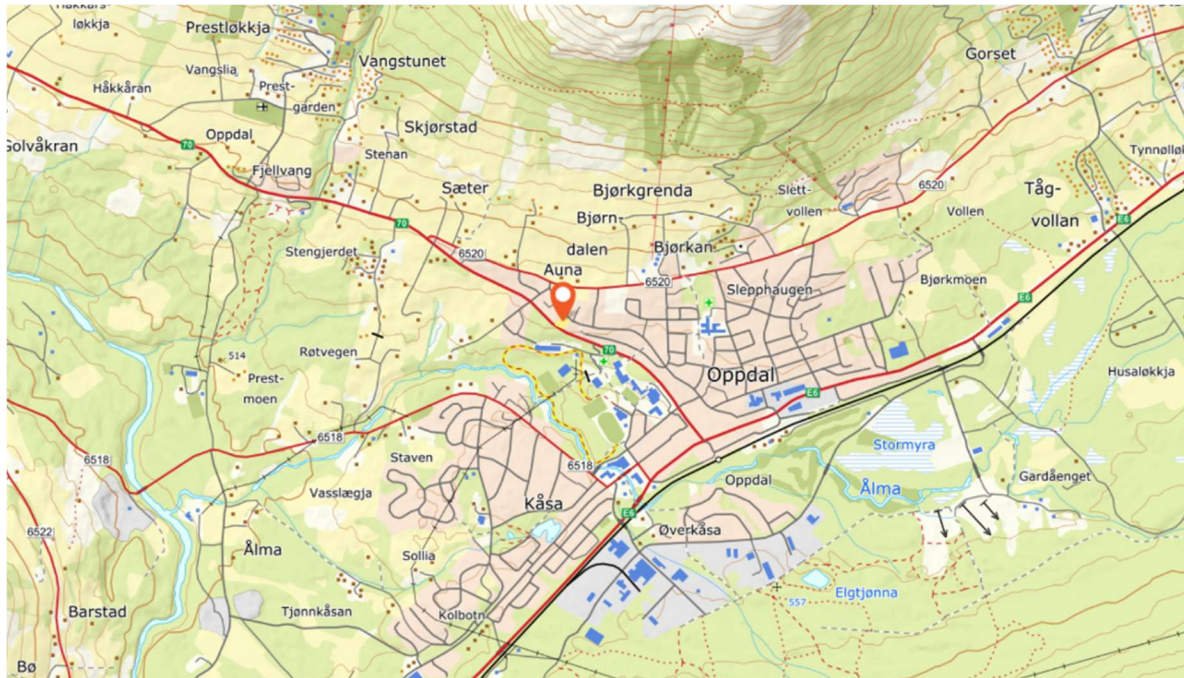 Prestløkkja
løkkja
Vangstunet
Gorset
Vangslia
Håkkåran
Prest-
garden
Skjørstad
70
Oppdal
Golvåkran
Stenan
Tynnølløk
Fjellvang
Sæter
Bjørkgrenda
Slett-
vollen
6520
Tåg-
vollan
Vollen
E6
Bjørn-
dalen
70
Stengjerdet
6520
Bjørkan
Auna
6520
Slepphaugen
Bjørkmoen
E6
Røtvegen
514
70
Prest-
moen
Oppdal
Husaløkkja
E6
6518
Stormyra
6518
Staven
6518
Gardåenget
Oppdal
Ålma
Vasslægja
Kåsa
E6
Øverkåsa
6522
Ålma
Sollia
Elgtjønna
557
Barstad
Tjønnkåsan
Kolbotn
Bø